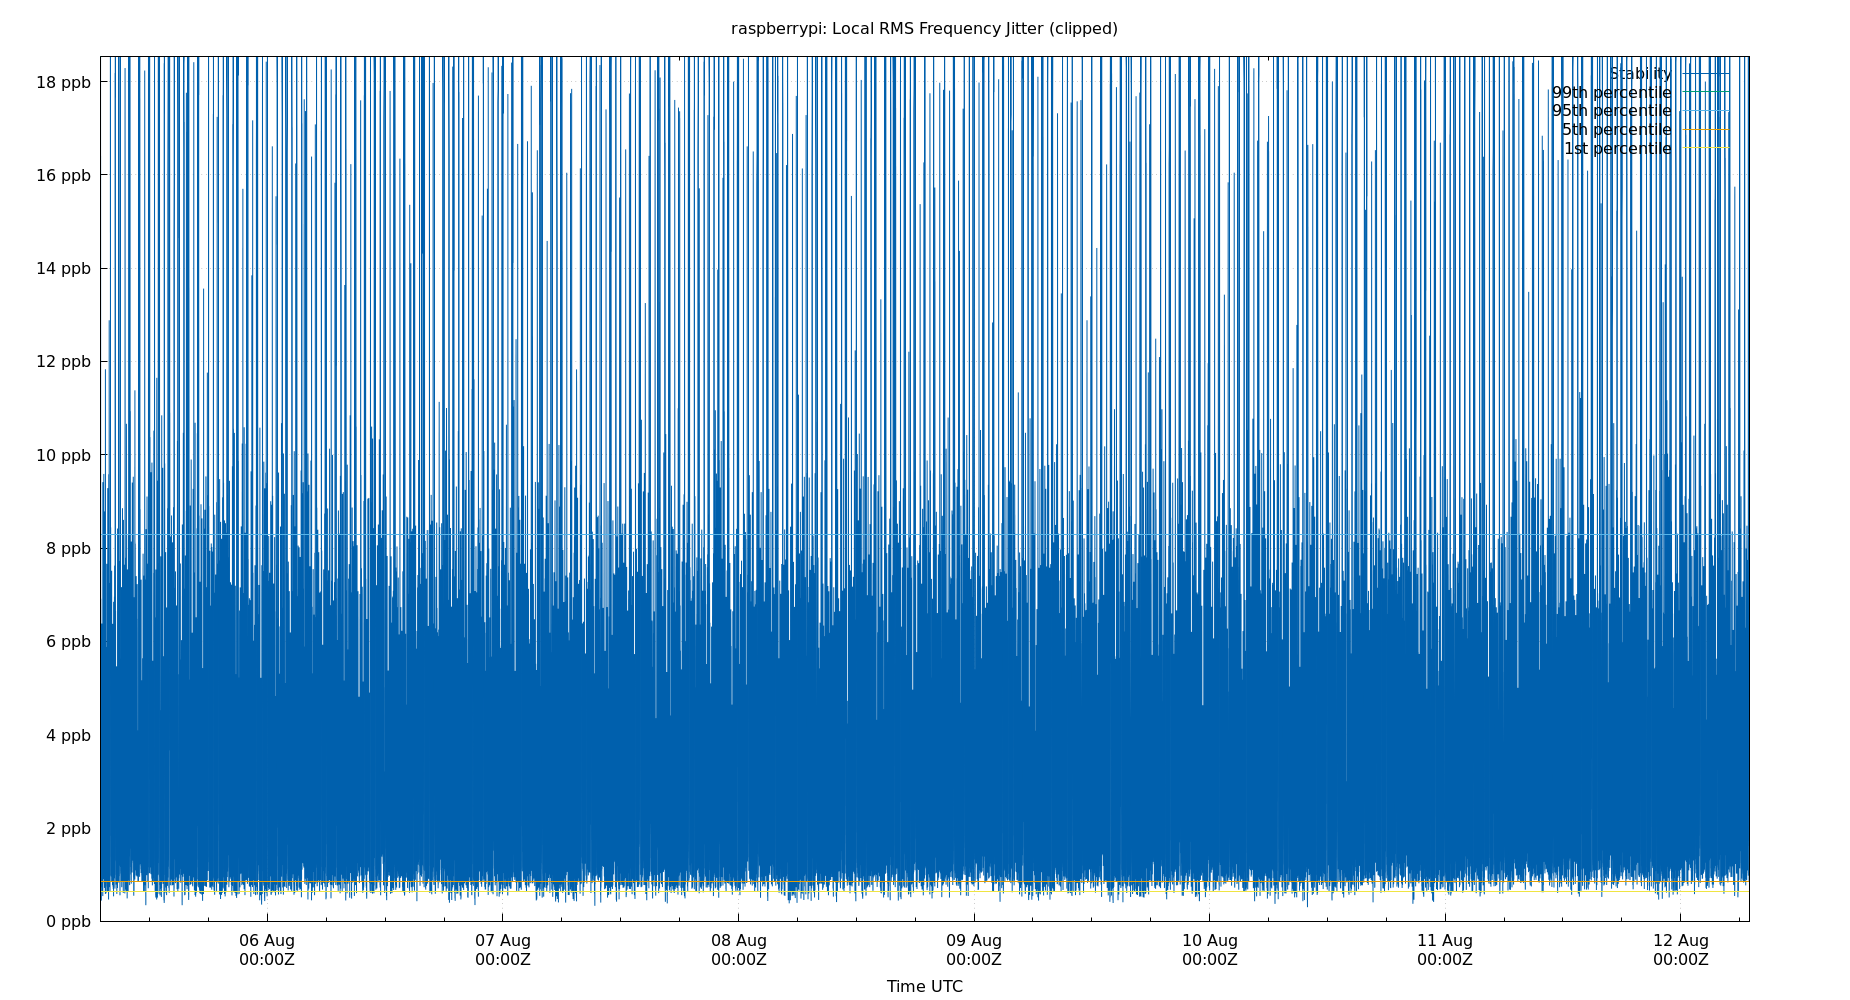 raspberrypi: Local RMS Frequency Jitter (clipped)
18 ppb
16 ppb
14 ppb
12 ppb
10 ppb
8 ppb
6 ppb
4 ppb
2 ppb
0 ppb
Stability
99th percentile
95th percentile
5th percentile
1st percentile
06 Aug 07 Aug 08 Aug 09 Aug 10 Aug 11 Aug 12 Aug
00:00Z 00:00Z 00:00Z 00:00Z 00:00Z 00:00Z 00:00Z
Time UTC